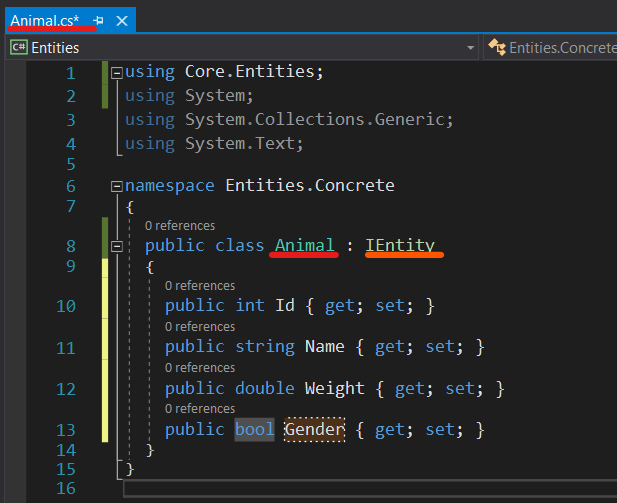 Animal.cs*
C# Entities
Entities.Concrete
1 using Core.Entities;
2 using System;
3 using System.Collections.Generic;
4 using System.Text;
5
6 namespace Entities.Concrete
7 {
0 references
8 public class Animal : IEntity
9 {
0 references
10 public int Id { get; set; }
0 references
11 public string Name { get; set; }
0 references
12 public double Weight { get; set; }
0 references
13 public bool Gender { get; set; }
14 }
15 }
16